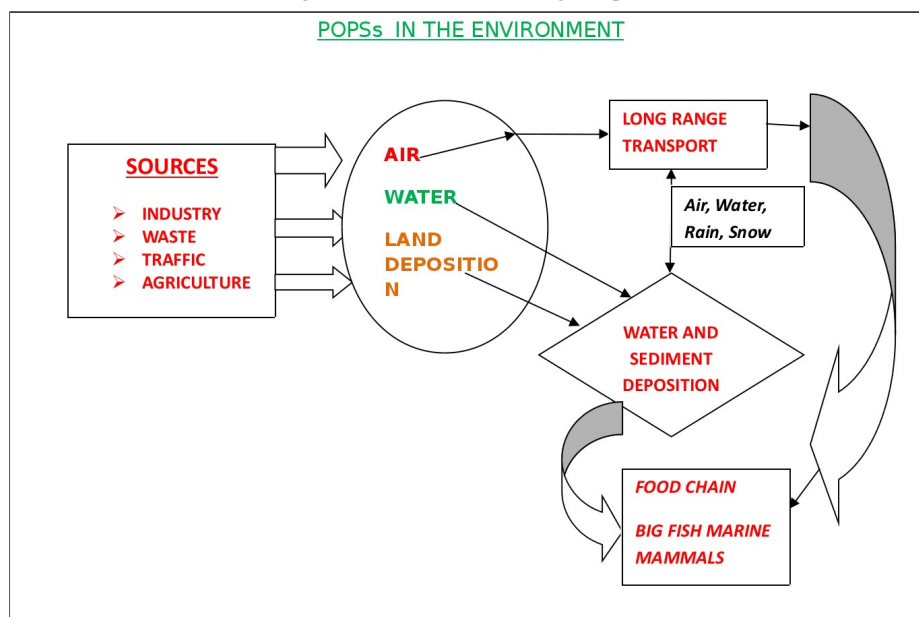 POPSs IN THE ENVIRONMENT
SOURCES
➢ INDUSTRY
➢ WASTE
➢ TRAFFIC
➢ AGRICULTURE
AIR
WATER
LAND
DEPOSITIO
N
LONG RANGE
TRANSPORT
Air, Water,
Rain, Snow
WATER AND
SEDIMENT
DEPOSITION
FOOD CHAIN
BIG FISH MARINE
MAMMALS